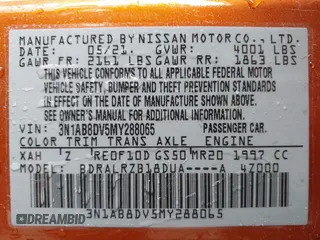 MANUFACTURED BY NISSAN MOTOR CO., LTD.
DATE: 05/21. GVWR: 4001 LBS
GAWR FR: 2161 LBS GAWR RR: 1863 LBS
THIS VEHICLE CONFORMS TO ALL APPLICABLE FEDERAL MOTOR
VEHICLE SAFETY, BUMPER, AND THEFT PREVENTION STANDARDS
IN EFFECT ON THE DATE OF MANUFACTURE SHOWN ABOVE. SEE
OWNER'S MANUAL FOR ADDITIONAL INFORMATION.
VIN: 3N1AB8DV5MY288065 PASSENGER CAR.
COLOR TRIM TRANS AXLE ENGINE
XAH Z RE0F10D GS50 MR20 1997 CC
MODEL: BDRALRZB18DUA-----A 47000
3N1AB8DV5MY288065
DREAMBID